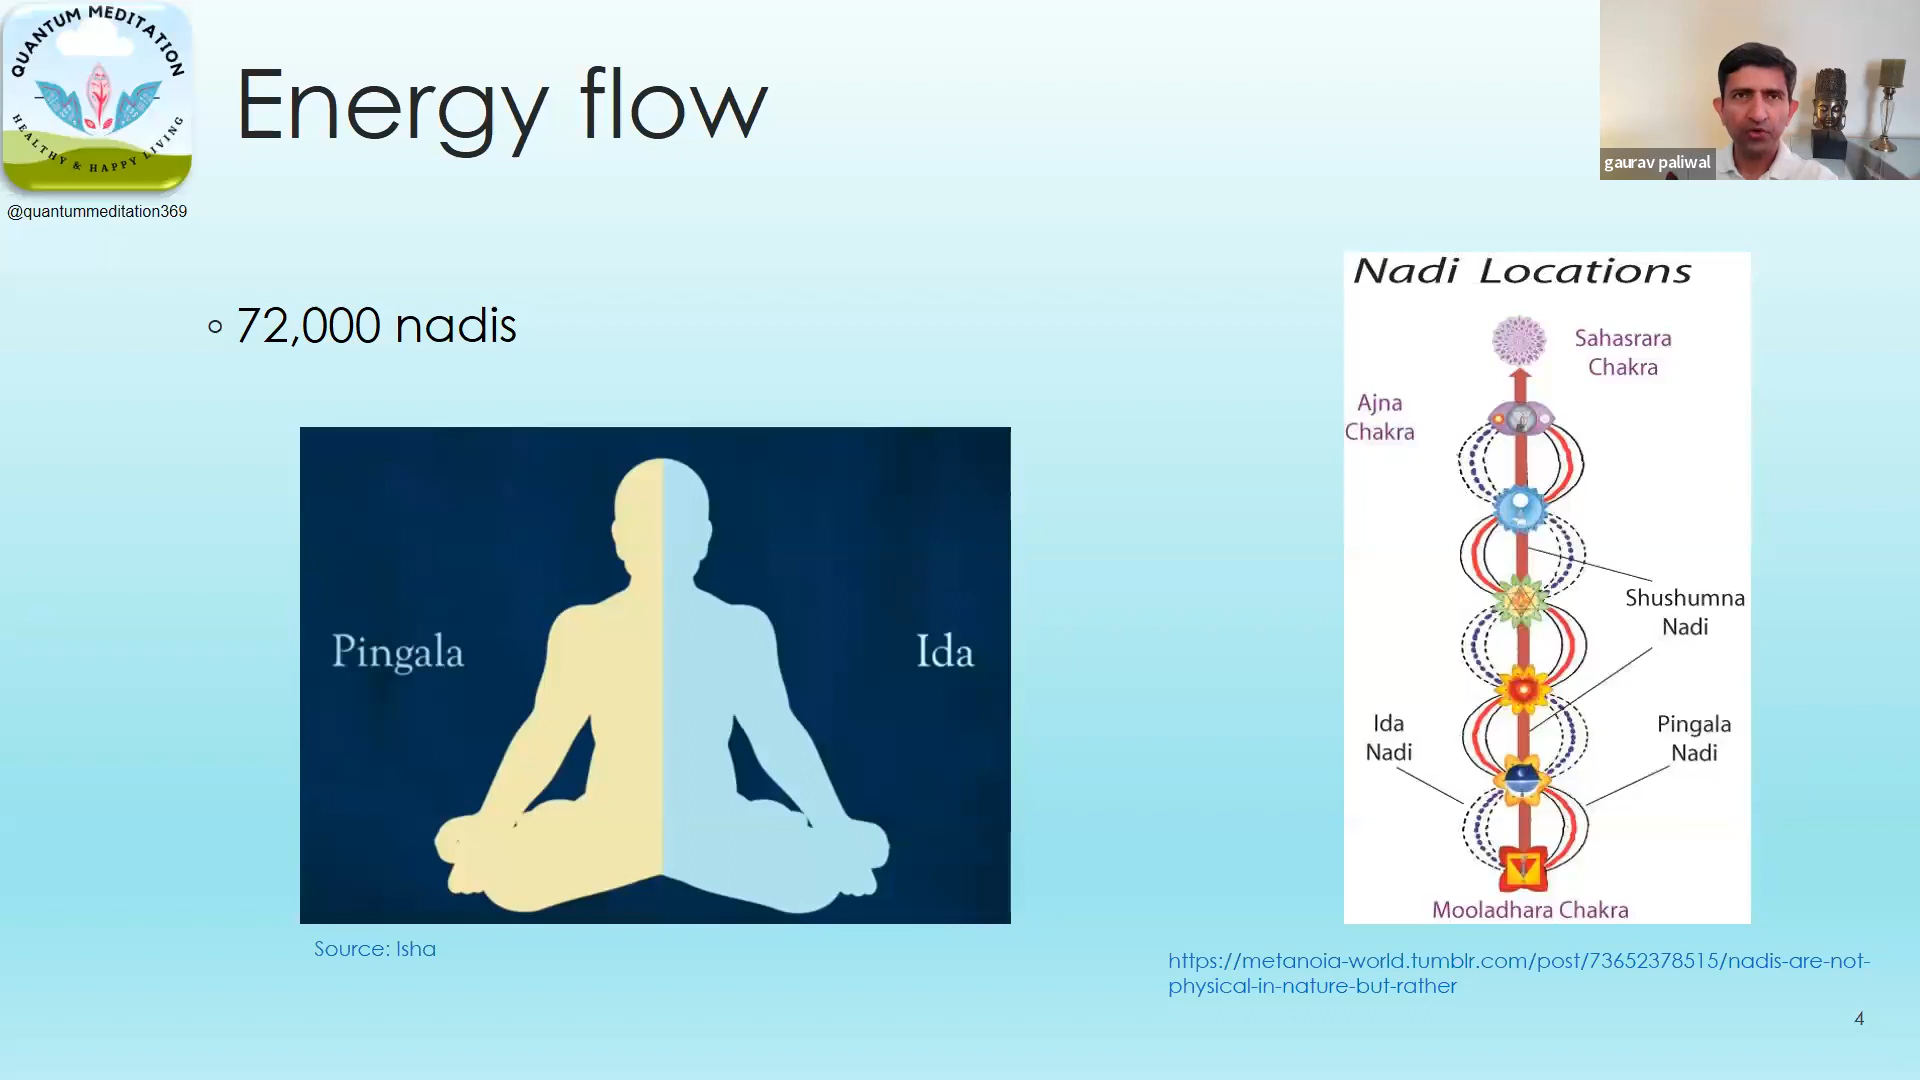 QUANTUM MEDITATION
HEALTHY & HAPPY LIVING
@quantummeditation369
Energy flow
gaurav paliwal
72,000 nadis
Pingala
Ida
Source: Isha
Nadi Locations
Sahasrara
Chakra
Ajna
Chakra
Shushumna
Nadi
Ida
Nadi
Pingala
Nadi
Mooladhara Chakra
https://metanoia-world.tumblr.com/post/73652378515/nadis-are-not-
physical-in-nature-but-rather
4